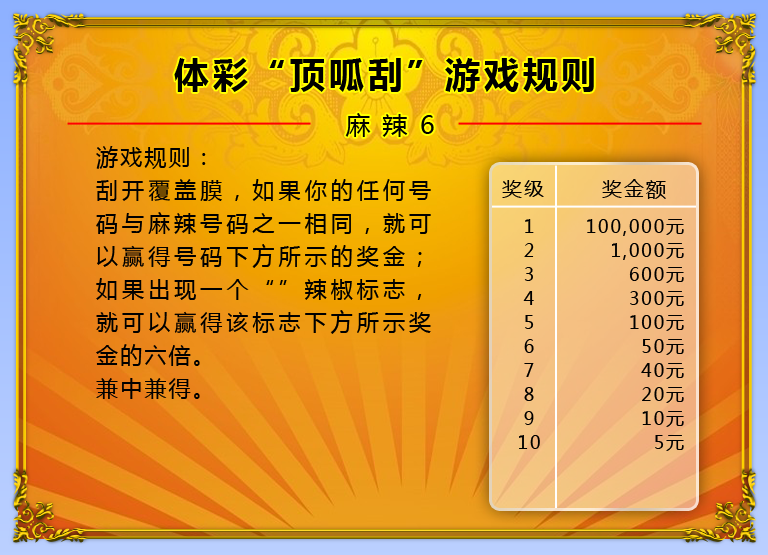 体彩“顶呱刮”游戏规则
麻辣6
游戏规则：
刮开覆盖膜，如果你的任何号
码与麻辣号码之一相同，就可
以赢得号码下方所示的奖金；
如果出现一个“”辣椒标志，
就可以赢得该标志下方所示奖
金的六倍。
兼中兼得。
奖级 奖金额
1 100,000元
2 1,000元
3 600元
4 300元
5 100元
6 50元
7 40元
8 20元
9 10元
10 5元